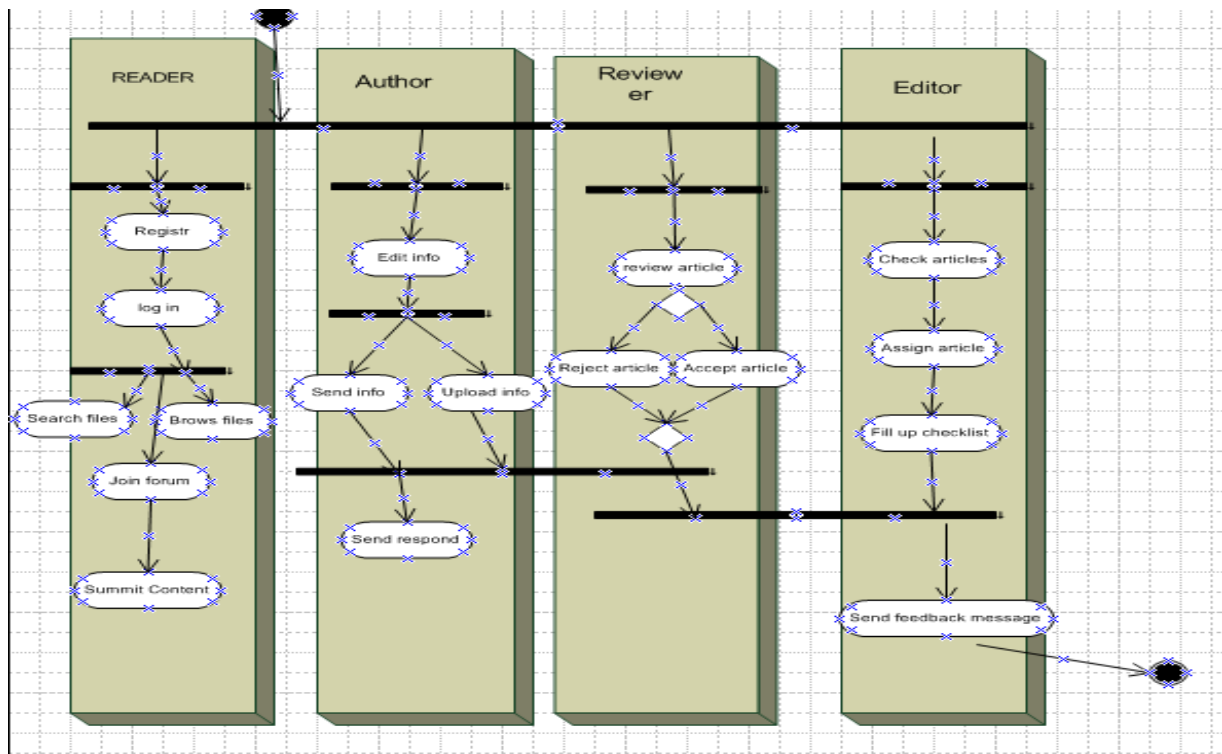 READER
Author
Review
er
Editor
Registr
log in
Search files
Brows files
Join forum
Summit Content
Edit info
Send info
Upload info
Send respond
review article
Reject article
Accept article
Check articles
Assign article
Fill up checklist
Send feedback message